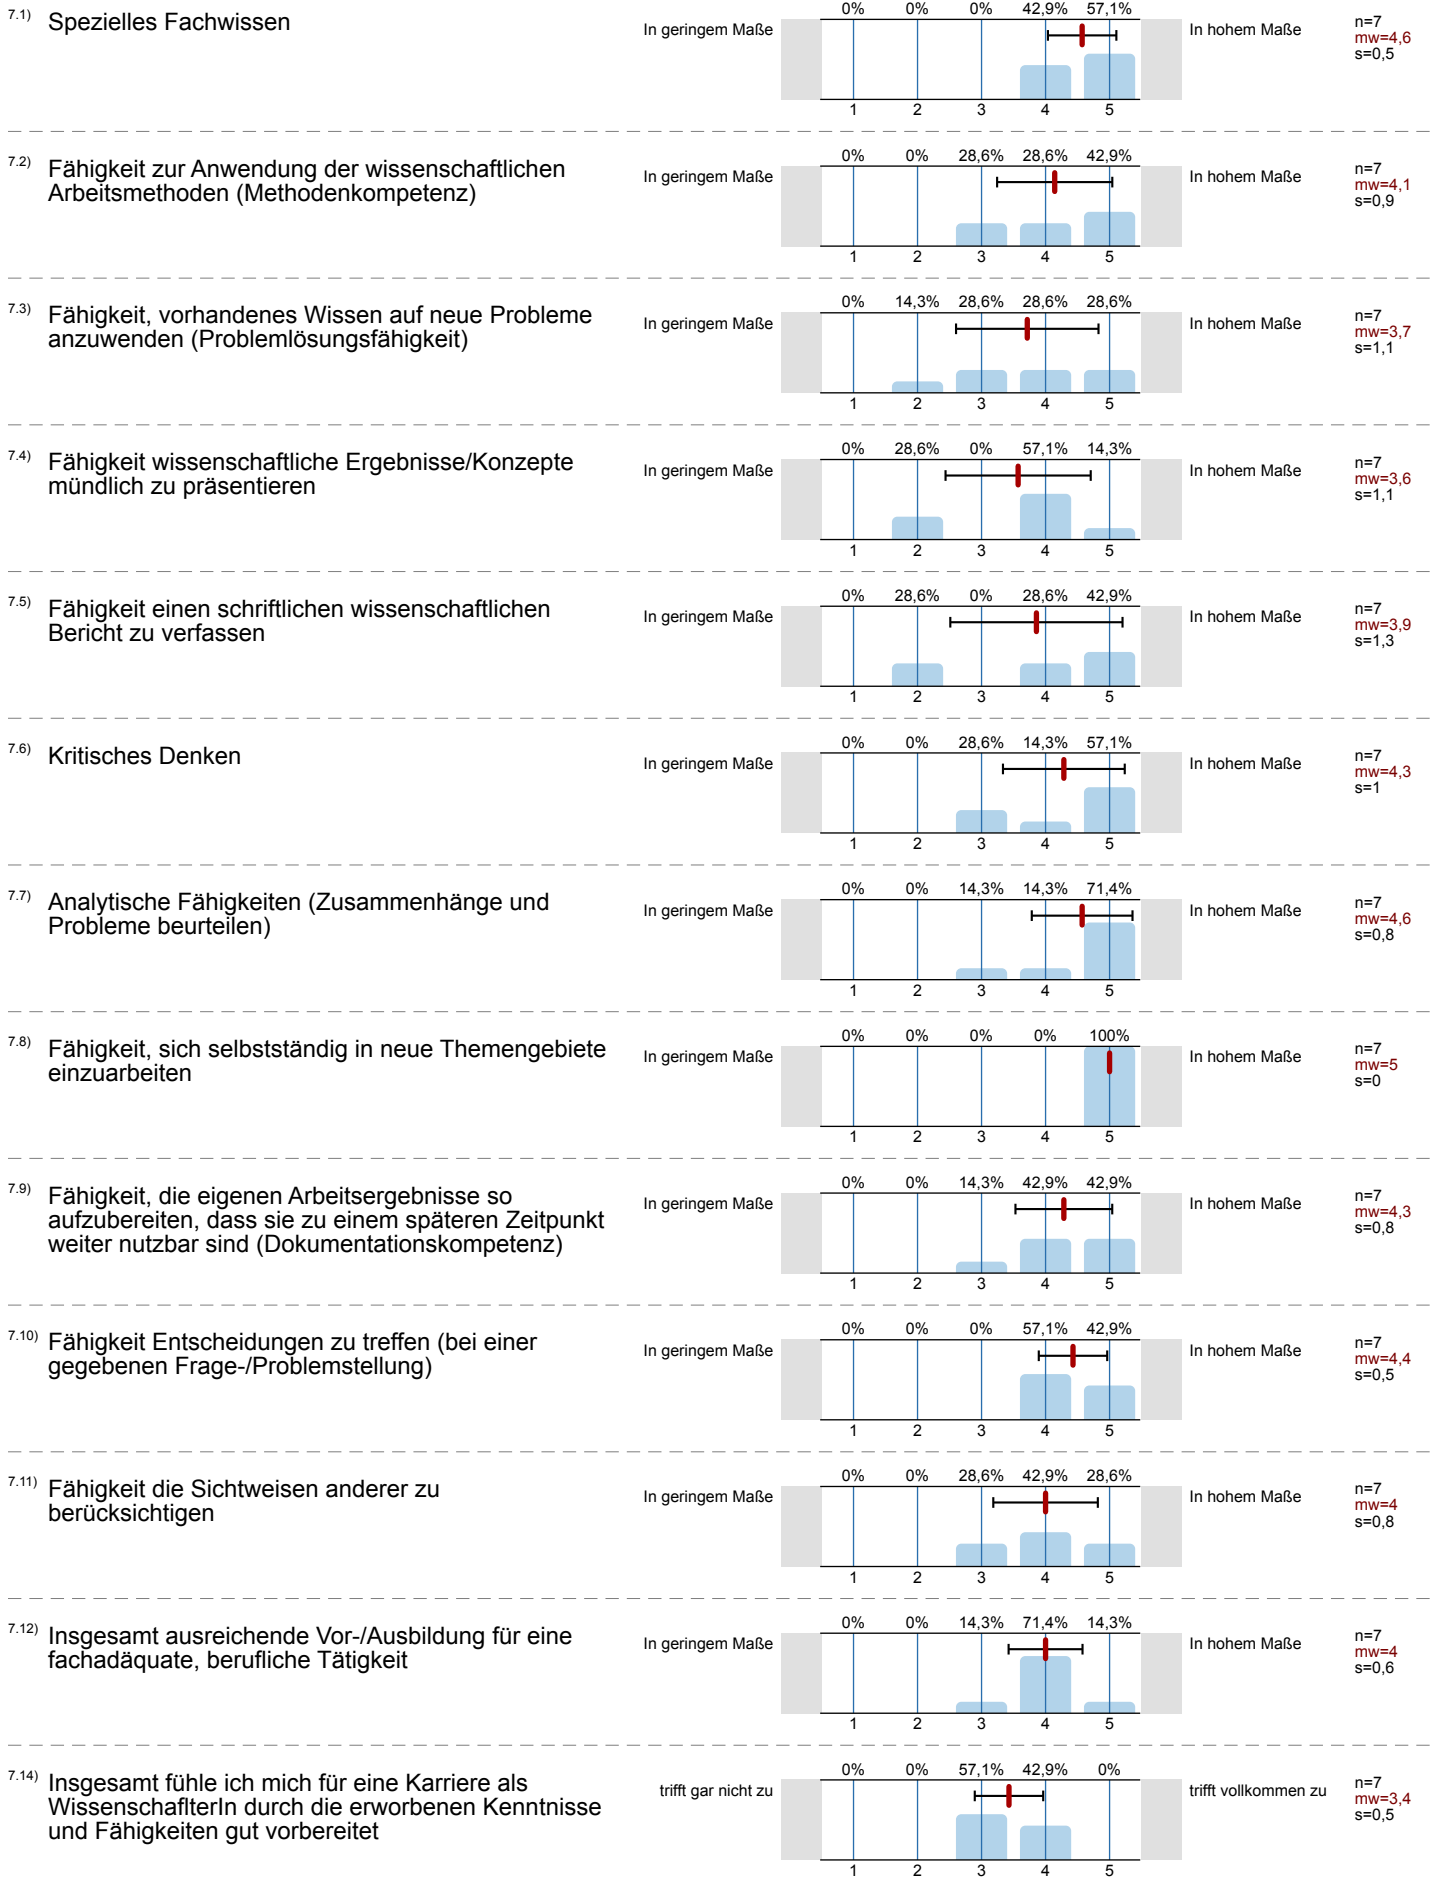 7.1) Spezielles Fachwissen
In geringem Maße
0% 0% 0% 42,9% 57,1%
1 2 3 4 5
In hohem Maße
n=7
mw=4,6
s=0,5
7.2) Fähigkeit zur Anwendung der wissenschaftlichen
Arbeitsmethoden (Methodenkompetenz)
In geringem Maße
0% 0% 28,6% 28,6% 42,9%
1 2 3 4 5
In hohem Maße
n=7
mw=4,1
s=0,9
7.3) Fähigkeit, vorhandenes Wissen auf neue Probleme
anzuwenden (Problemlösungsfähigkeit)
In geringem Maße
0% 14,3% 28,6% 28,6% 28,6%
1 2 3 4 5
In hohem Maße
n=7
mw=3,7
s=1,1
7.4) Fähigkeit wissenschaftliche Ergebnisse/Konzepte
mündlich zu präsentieren
In geringem Maße
0% 28,6% 0% 57,1% 14,3%
1 2 3 4 5
In hohem Maße
n=7
mw=3,6
s=1,1
7.5) Fähigkeit einen schriftlichen wissenschaftlichen
Bericht zu verfassen
In geringem Maße
0% 28,6% 0% 28,6% 42,9%
1 2 3 4 5
In hohem Maße
n=7
mw=3,9
s=1,3
7.6) Kritisches Denken
In geringem Maße
0% 0% 28,6% 14,3% 57,1%
1 2 3 4 5
In hohem Maße
n=7
mw=4,3
s=1
7.7) Analytische Fähigkeiten (Zusammenhänge und
Probleme beurteilen)
In geringem Maße
0% 0% 14,3% 14,3% 71,4%
1 2 3 4 5
In hohem Maße
n=7
mw=4,6
s=0,8
7.8) Fähigkeit, sich selbstständig in neue Themengebiete
einzuarbeiten
In geringem Maße
0% 0% 0% 0% 100%
1 2 3 4 5
In hohem Maße
n=7
mw=5
s=0
7.9) Fähigkeit, die eigenen Arbeitsergebnisse so
aufzubereiten, dass sie zu einem späteren Zeitpunkt
weiter nutzbar sind (Dokumentationskompetenz)
In geringem Maße
0% 0% 14,3% 42,9% 42,9%
1 2 3 4 5
In hohem Maße
n=7
mw=4,3
s=0,8
7.10) Fähigkeit Entscheidungen zu treffen (bei einer
gegebenen Frage-/Problemstellung)
In geringem Maße
0% 0% 0% 57,1% 42,9%
1 2 3 4 5
In hohem Maße
n=7
mw=4,4
s=0,5
7.11) Fähigkeit die Sichtweisen anderer zu
berücksichtigen
In geringem Maße
0% 0% 28,6% 42,9% 28,6%
1 2 3 4 5
In hohem Maße
n=7
mw=4
s=0,8
7.12) Insgesamt ausreichende Vor-/Ausbildung für eine
fachadäquate, berufliche Tätigkeit
In geringem Maße
0% 0% 14,3% 71,4% 14,3%
1 2 3 4 5
In hohem Maße
n=7
mw=4
s=0,6
7.14) Insgesamt fühle ich mich für eine Karriere als
WissenschaflterIn durch die erworbenen Kenntnisse
und Fähigkeiten gut vorbereitet
trifft gar nicht zu
0% 0% 57,1% 42,9% 0%
1 2 3 4 5
trifft vollkommen zu
n=7
mw=3,4
s=0,5